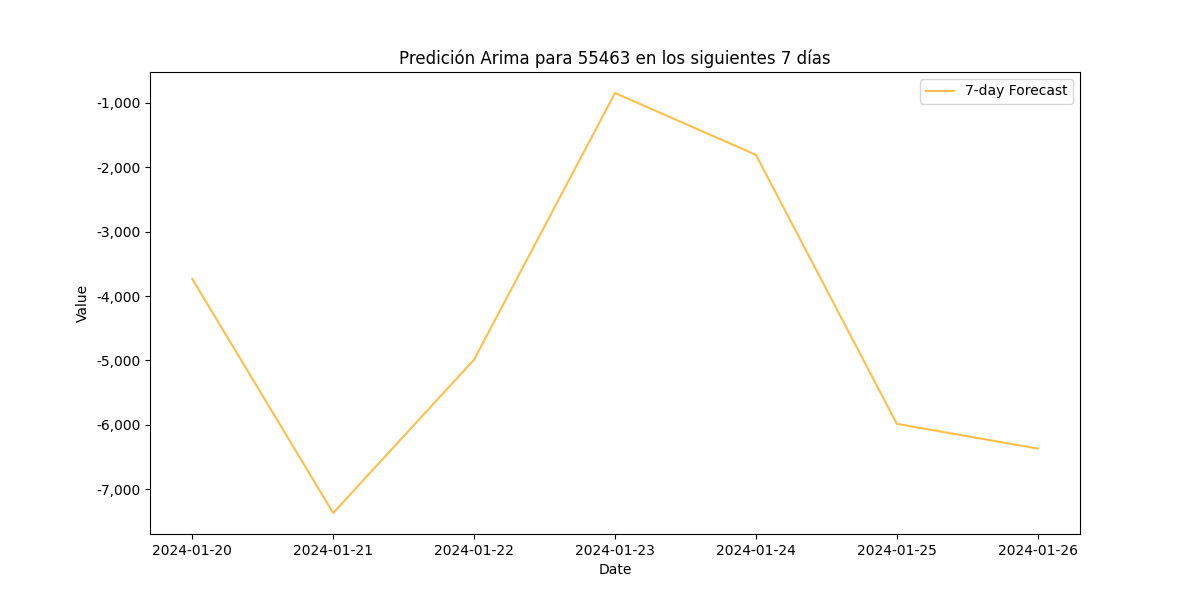 Predición Arima para 55463 en los siguientes 7 días
7-day Forecast
-1,000
-2,000
-3,000
-4,000
-5,000
-6,000
-7,000
Value
2024-01-20 2024-01-21 2024-01-22 2024-01-23 2024-01-24 2024-01-25 2024-01-26
Date